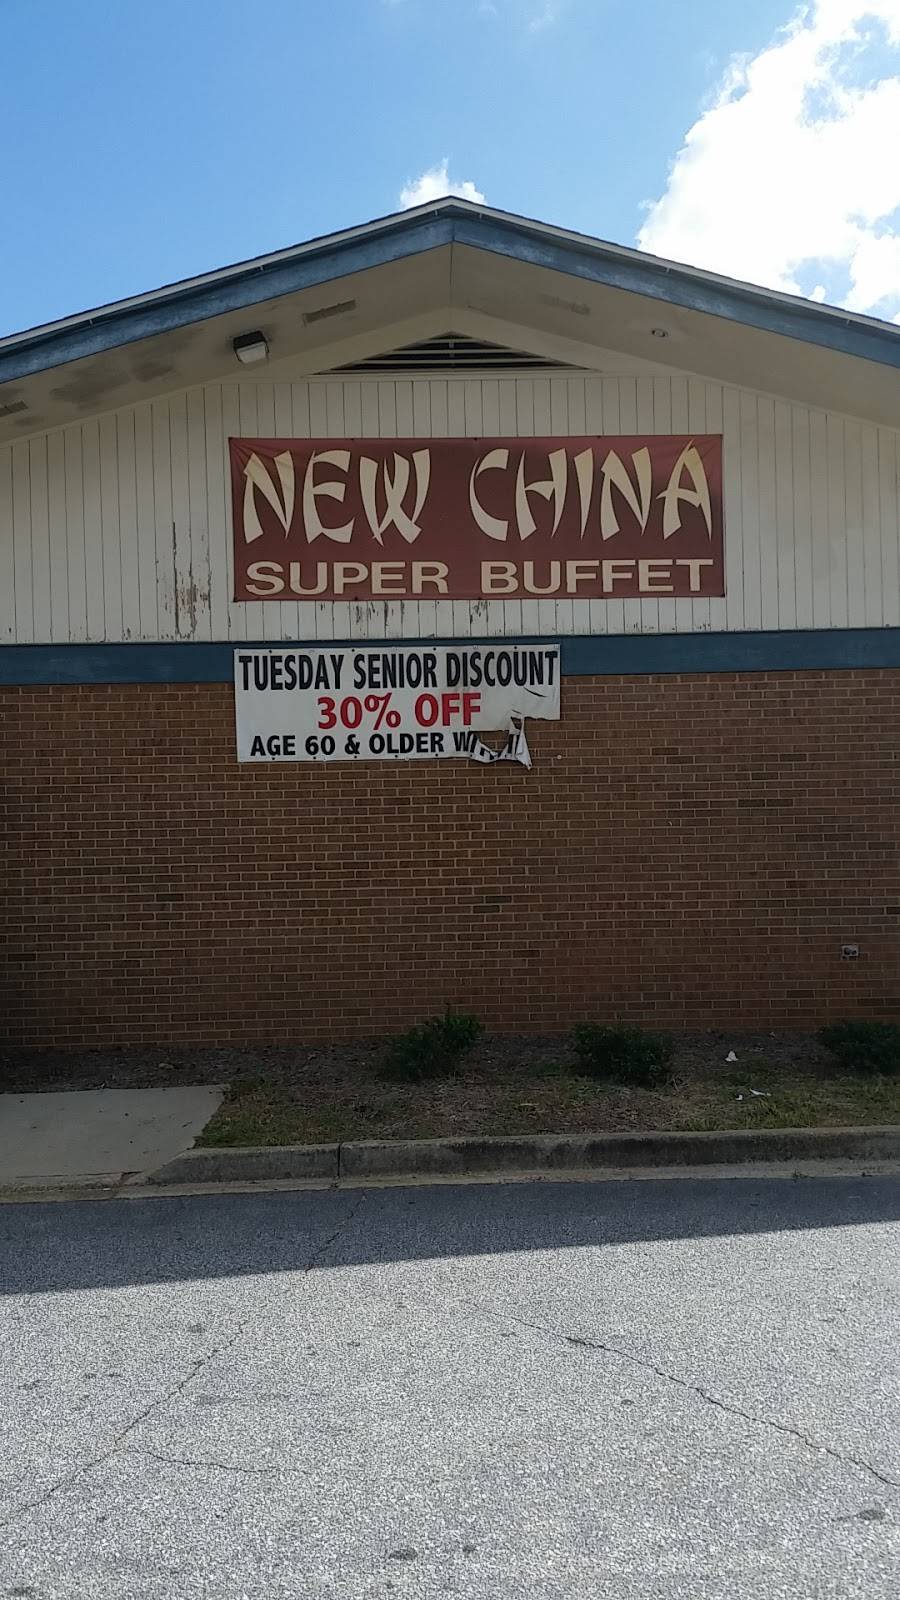 NEW CHINA
SUPER BUFFET
TUESDAY SENIOR DISCOUNT
30% OFF
AGE 60 & OLDER